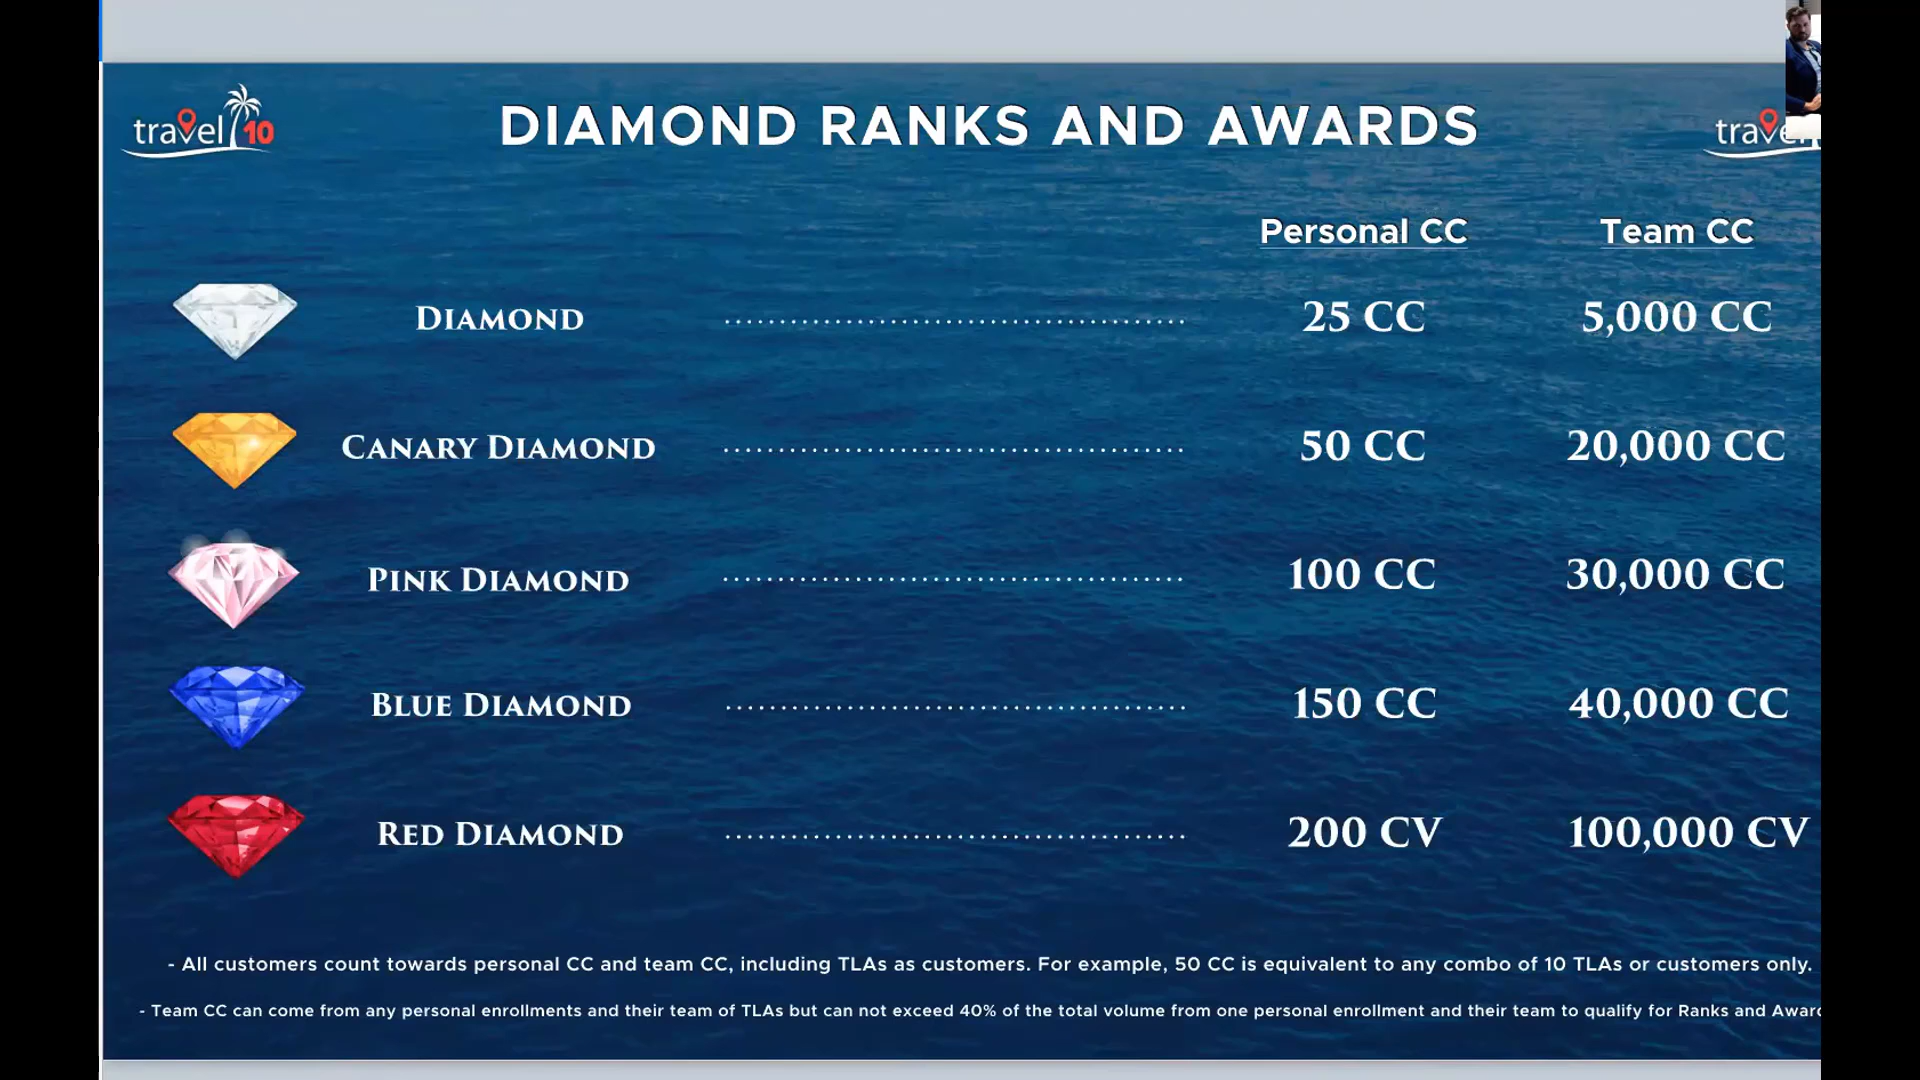 travel 10
DIAMOND RANKS AND AWARDS
Personal CC Team CC
DIAMOND ........................................... 25 CC 5,000 CC
CANARY DIAMOND ........................................... 50 CC 20,000 CC
PINK DIAMOND ........................................... 100 CC 30,000 CC
BLUE DIAMOND ........................................... 150 CC 40,000 CC
RED DIAMOND ........................................... 200 CV 100,000 CV
- All customers count towards personal CC and team CC, including TLAs as customers. For example, 50 CC is equivalent to any combo of 10 TLAs or customers only.
- Team CC can come from any personal enrollments and their team of TLAs but can not exceed 40% of the total volume from one personal enrollment and their team to qualify for Ranks and